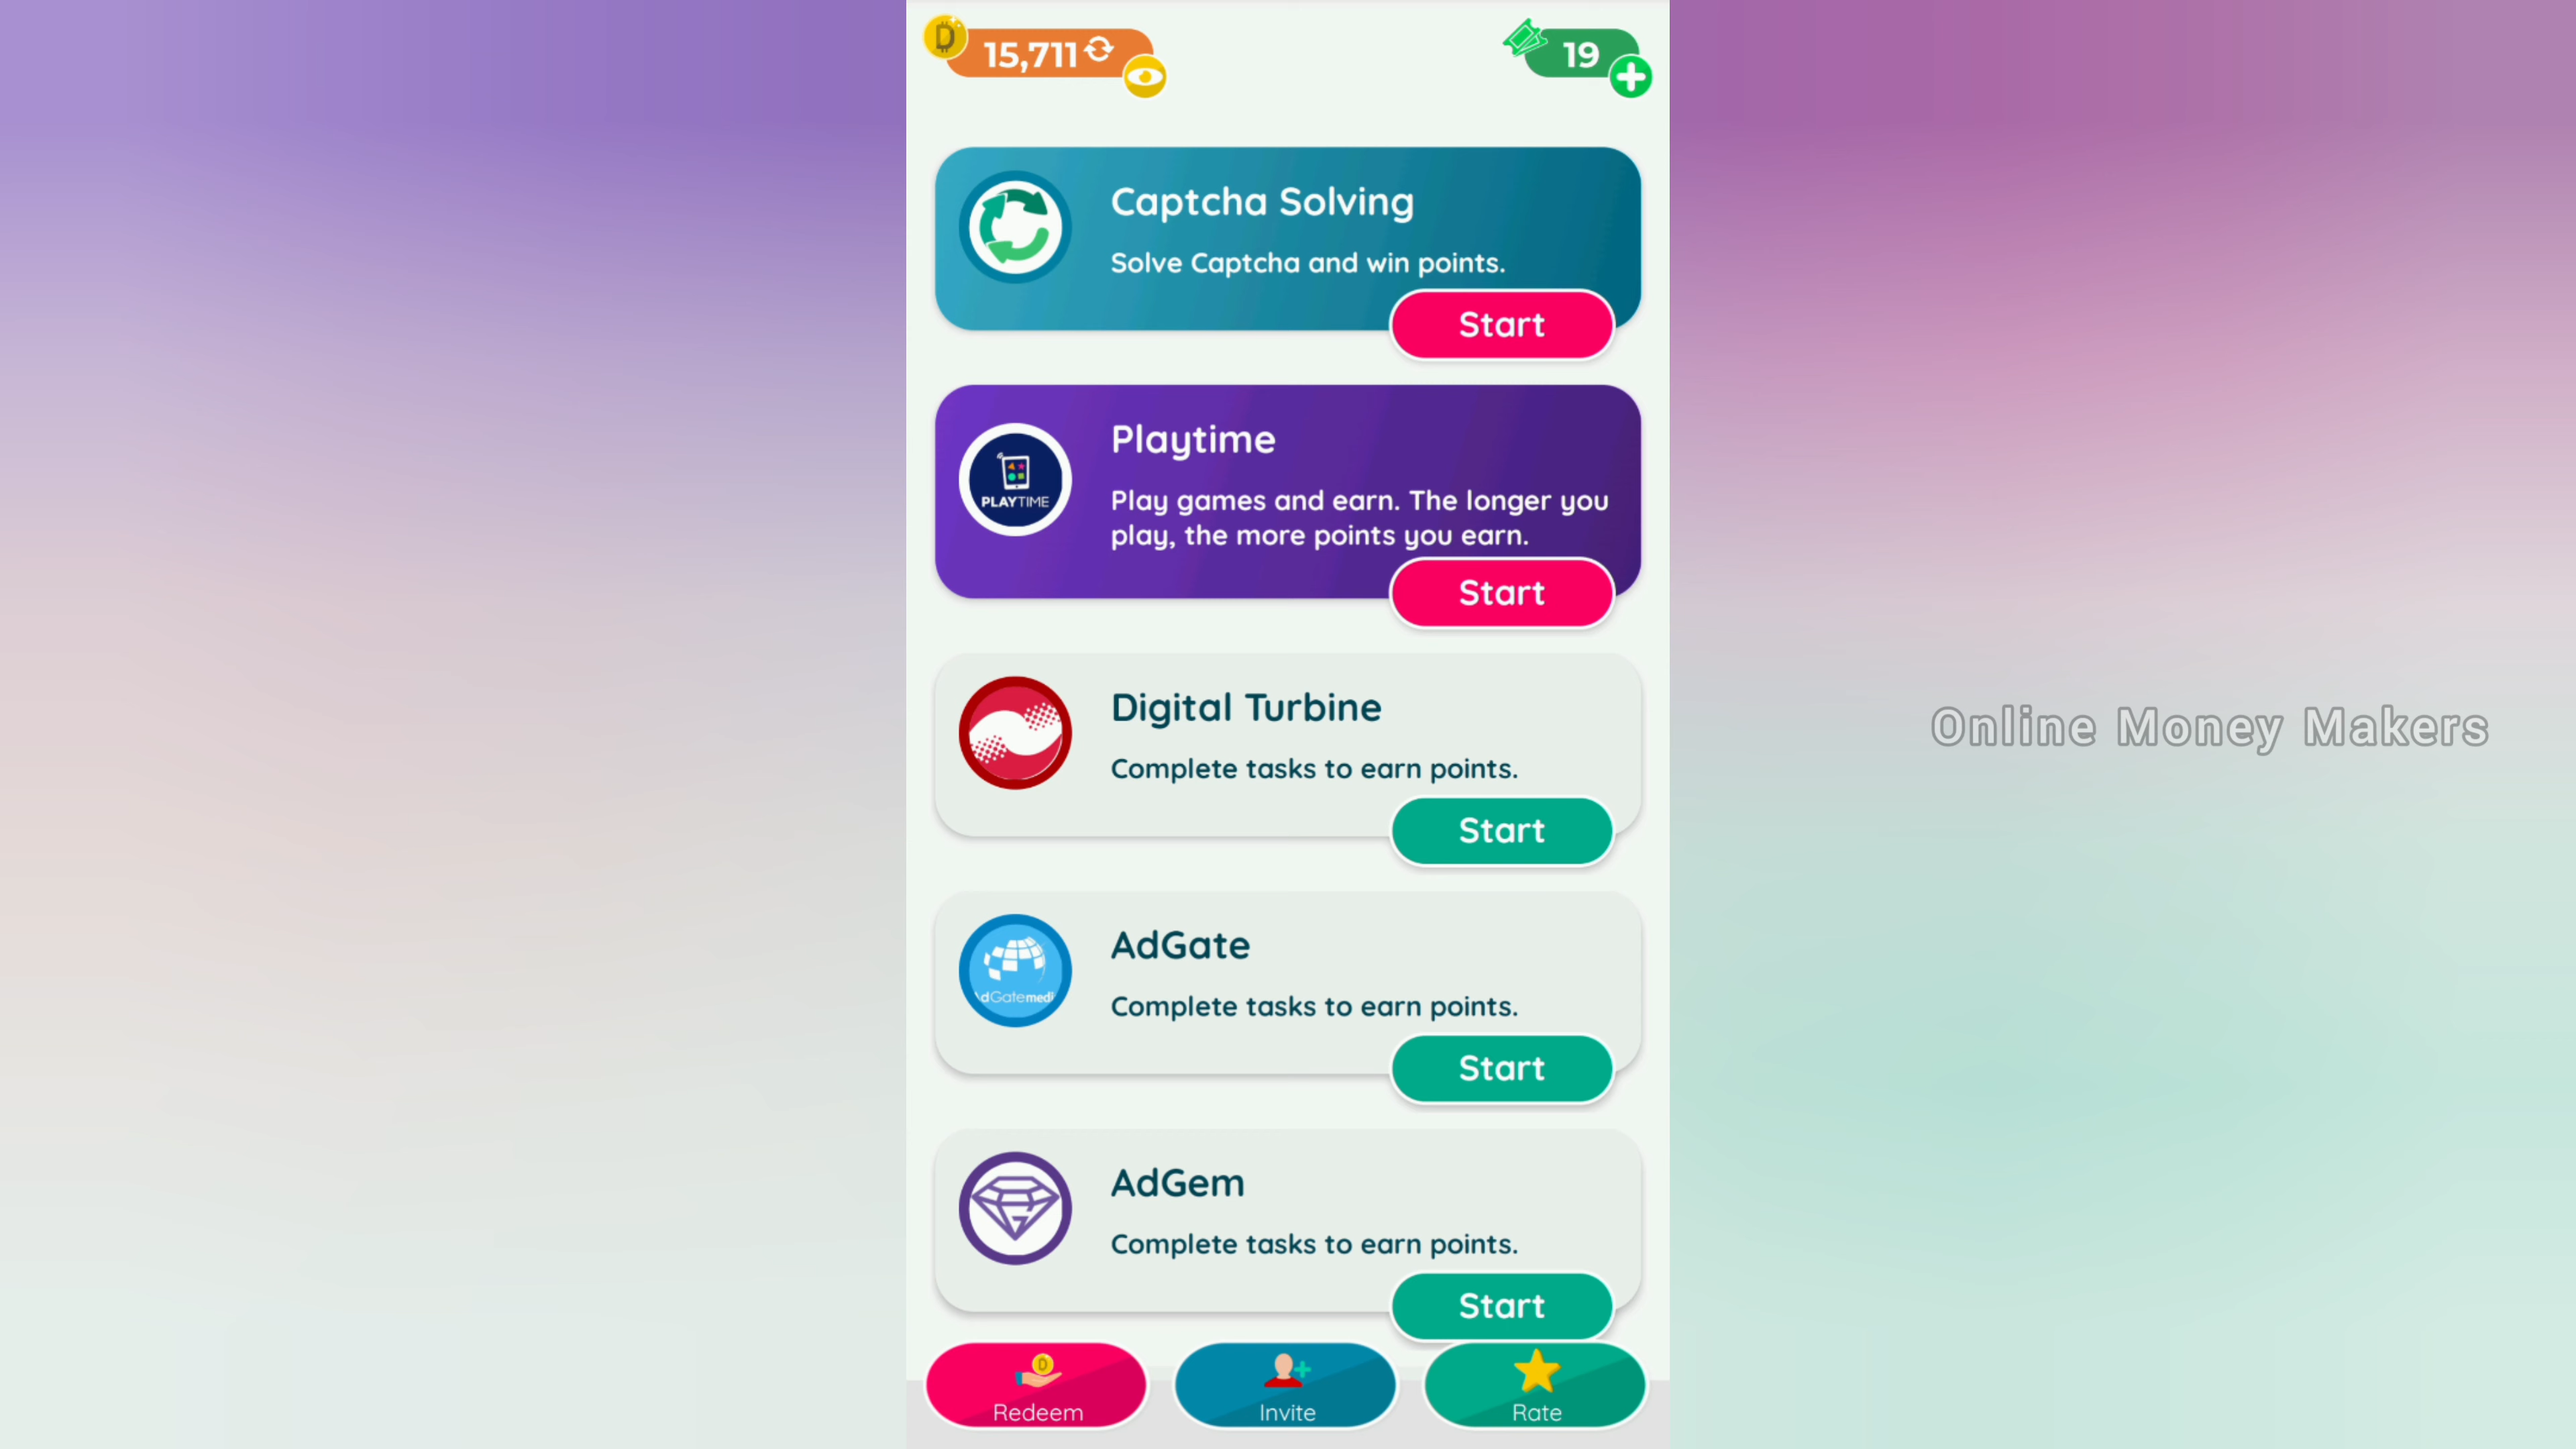 15,711
19
Captcha Solving
Solve Captcha and win points.
Start
PLAYTIME
Playtime
Play games and earn. The longer you
play, the more points you earn.
Start
Digital Turbine
Complete tasks to earn points.
Start
Online Money Makers
dGatemedi
AdGate
Complete tasks to earn points.
Start
AdGem
Complete tasks to earn points.
Start
Redeem
Invite
Rate